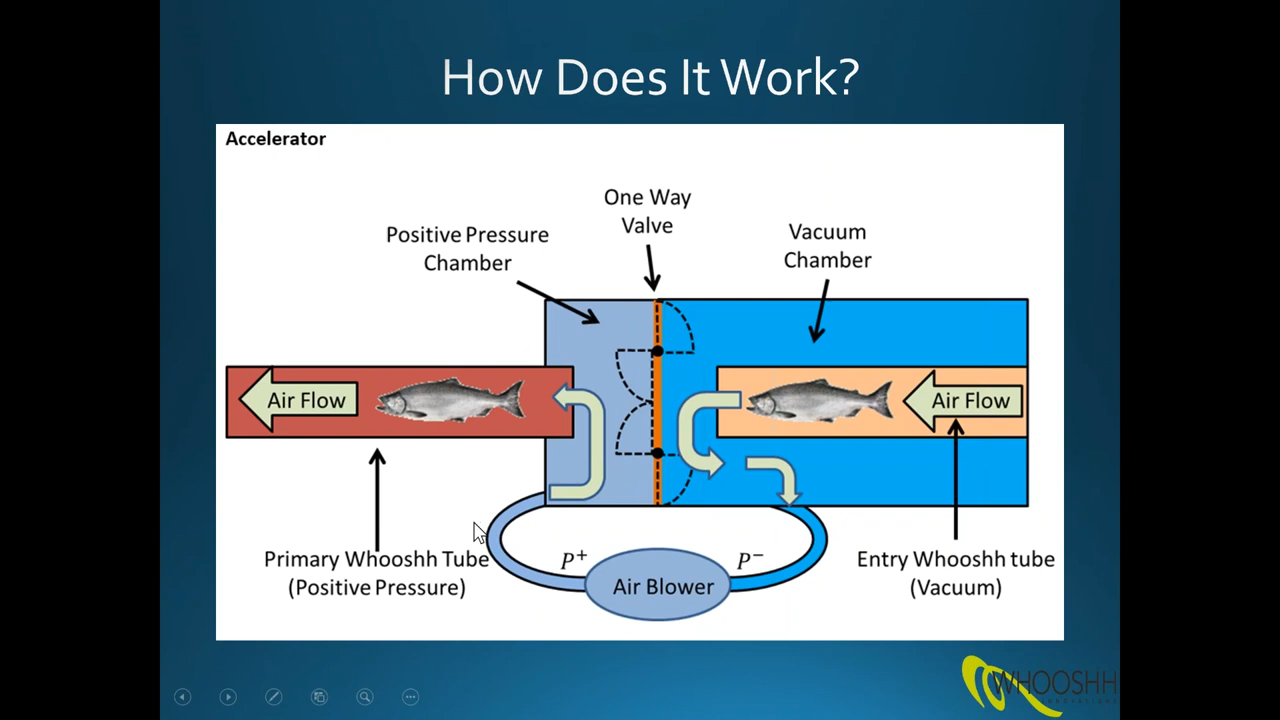 How Does It Work?
Accelerator
One Way
Valve
Positive Pressure
Chamber
Vacuum
Chamber
Air Flow
Air Flow
Primary Whooshh Tube
(Positive Pressure)
P⁺
Air Blower
P⁻
Entry Whooshh tube
(Vacuum)
WHOOSHH